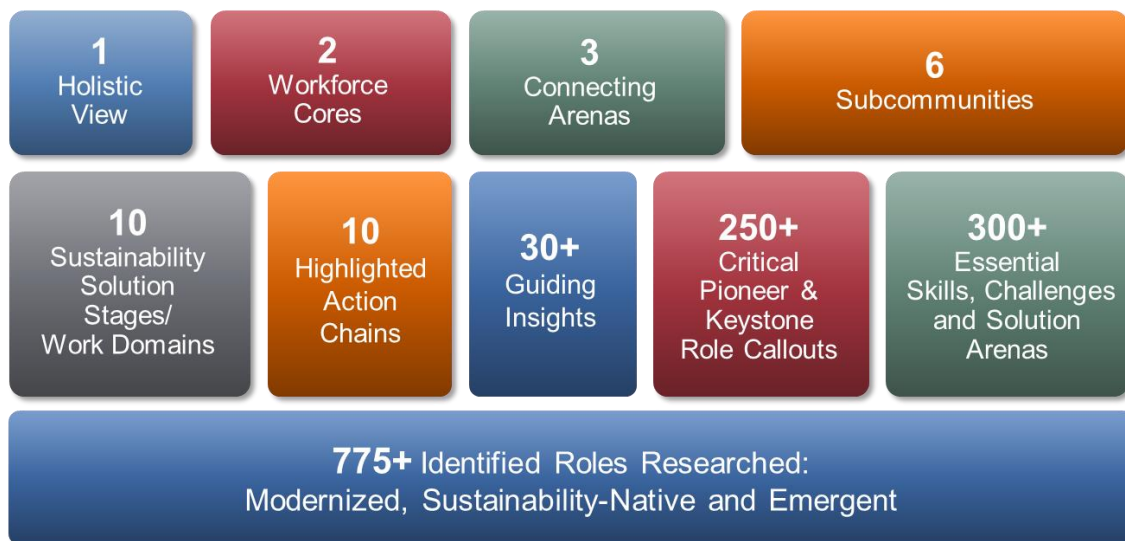 1
Holistic
View
2
Workforce
Cores
3
Connecting
Arenas
6
Subcommunities
10
Sustainability
Solution
Stages/
Work Domains
10
Highlighted
Action
Chains
30+
Guiding
Insights
250+
Critical
Pioneer &
Keystone
Role Callouts
300+
Essential
Skills, Challenges
and Solution
Arenas
775+ Identified Roles Researched:
Modernized, Sustainability-Native and Emergent